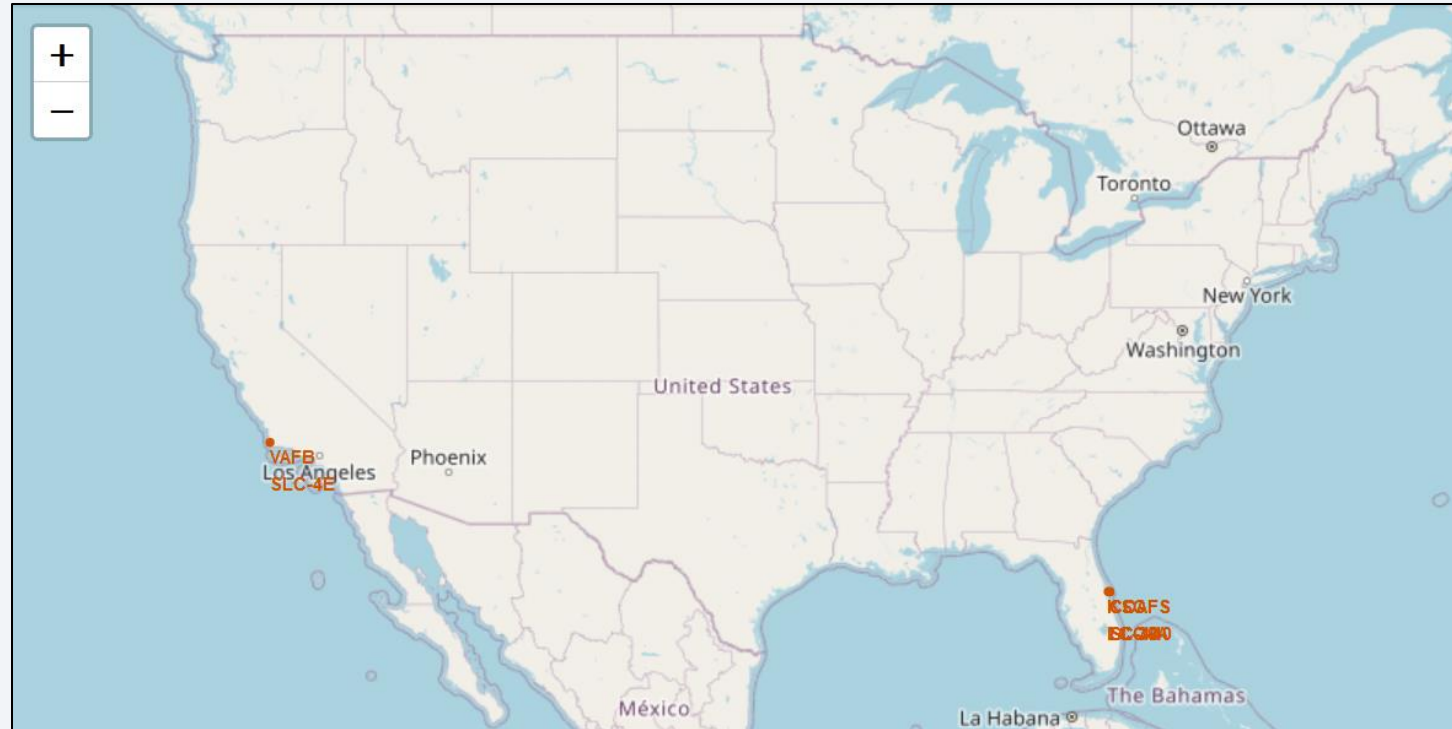 +
−
Ottawa
Toronto
New York
Washington
United States
VAFB
Los Angeles
SLC-4E
Phoenix
The Bahamas
México
La Habana